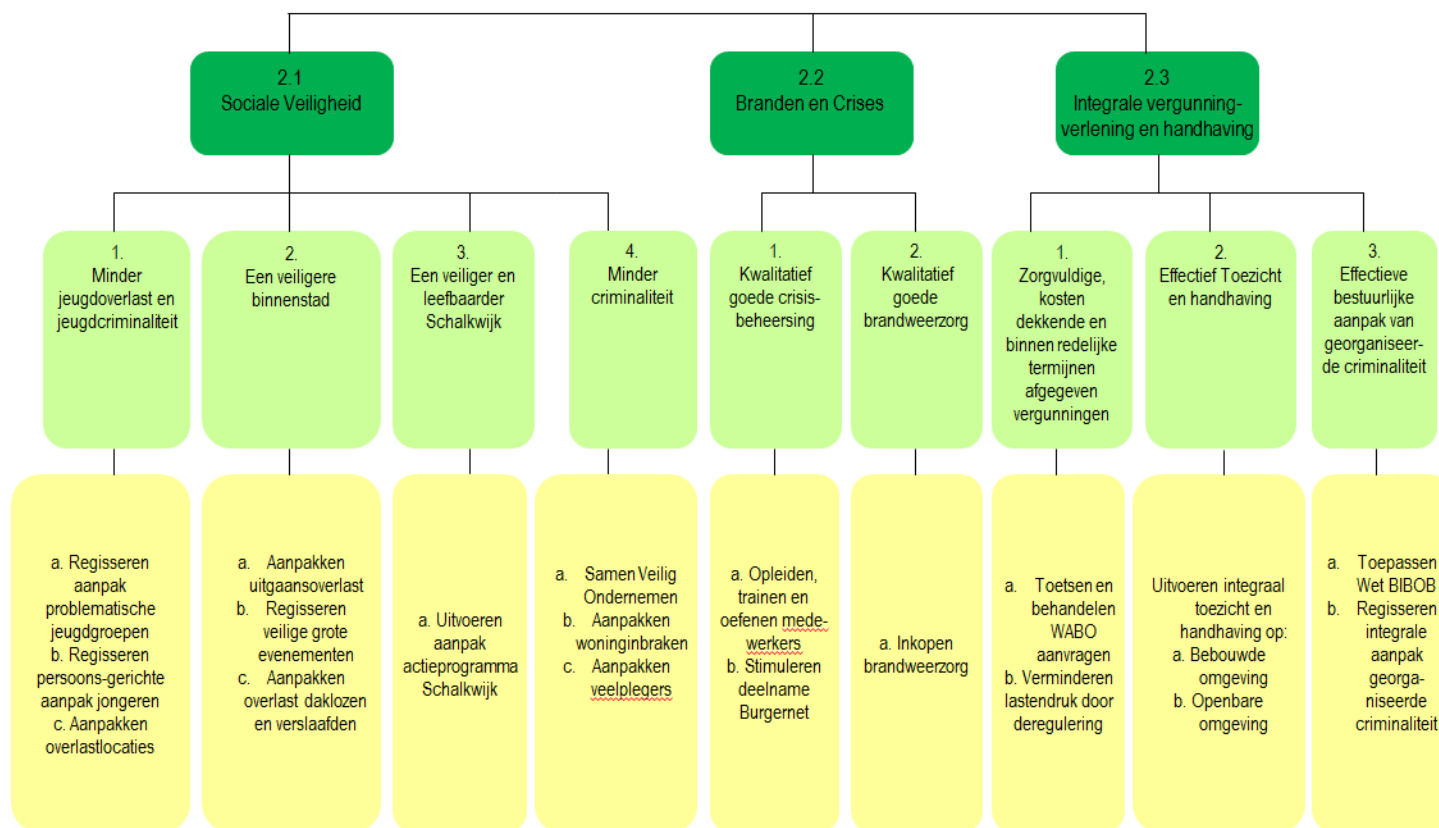 2.1
Sociale Veiligheid
2.2
Branden en Crises
2.3
Integrale vergunning-
verlening en handhaving
1.
Minder
jeugdoverlast en
jeugdcriminaliteit
2.
Een veiligere
binnenstad
3.
Een veiliger en
leefbaarder
Schalkwijk
4.
Minder
criminaliteit
1.
Kwalitatief
goede crisis-
beheersing
2.
Kwalitatief
goede
brandweerzorg
1.
Zorgvuldige,
kosten
dekkende en
binnen redelijke
termijnen
afgegeven
vergunningen
2.
Effectief Toezicht
en handhaving
3.
Effectieve
bestuurlijke
aanpak van
georganiseer-
de criminaliteit
a. Regisseren
aanpak
problematische
jeugdgroepen
b. Regisseren
persoons-gerichte
aanpak jongeren
c. Aanpakken
overlastlocaties
a. Aanpakken
uitgaansoverlast
b. Regisseren
veilige grote
evenementen
c. Aanpakken
overlast daklozen
en verslaafden
a. Uitvoeren
aanpak
actieprogramma
Schalkwijk
a. Samen Veilig
Ondernemen
b. Aanpakken
woninginbraken
c. Aanpakken
veelplegers
a. Opleiden,
trainen en
oefenen mede-
werkers
b. Stimuleren
deelname
Burgernet
a. Inkopen
brandweerzorg
a. Toetsen en
behandelen
WABO
aanvragen
b. Verminderen
lastendruk door
deregulering
Uitvoeren integraal
toezicht en
handhaving op:
a. Bebouwde
omgeving
b. Openbare
omgeving
a. Toepassen
Wet BIBOB
b. Regisseren
integrale
aanpak
georga-
niseerde
criminaliteit